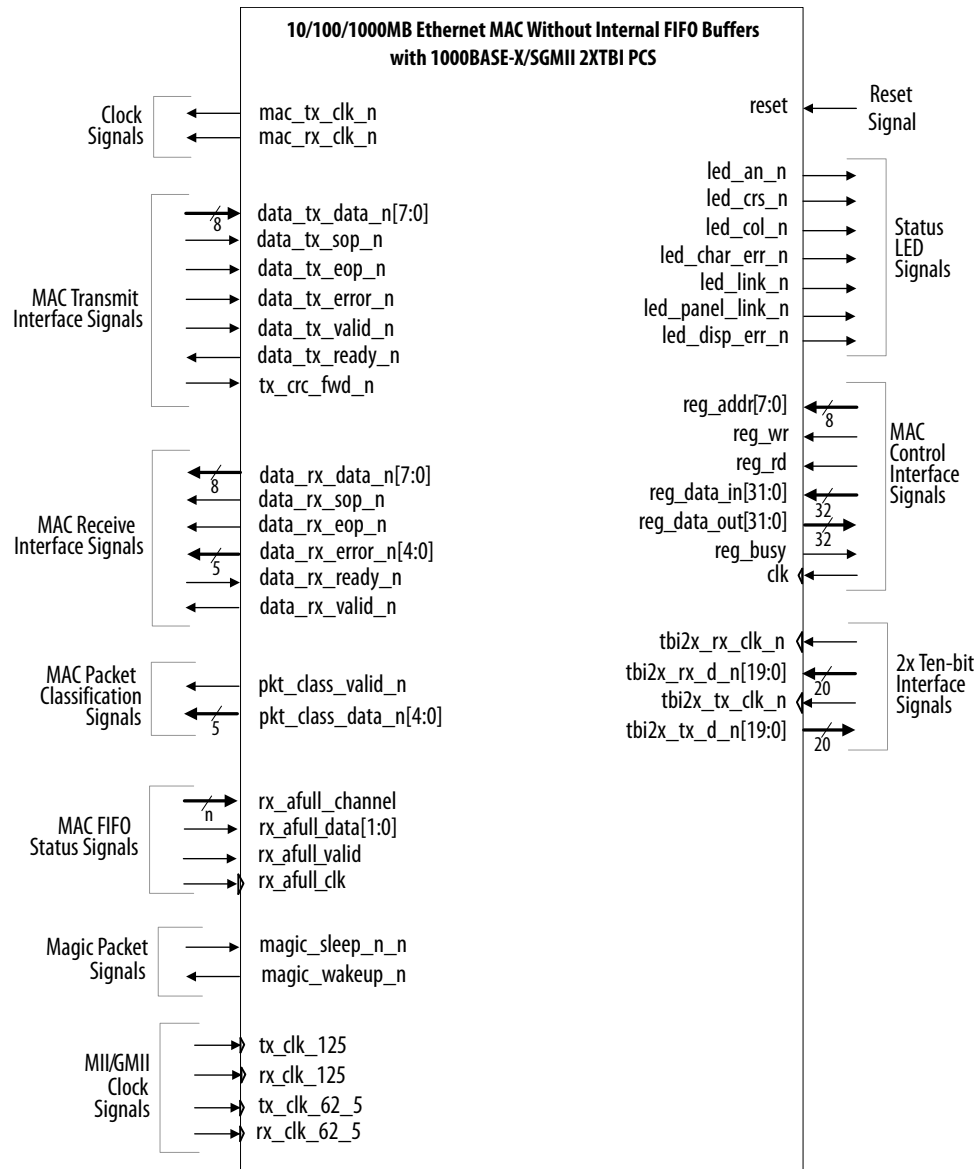 10/100/1000MB Ethernet MAC Without Internal FIFO Buffers
with 1000BASE-X/SGMII 2XTBI PCS
Clock
Signals
mac_tx_clk_n
mac_rx_clk_n
MAC Transmit
Interface Signals
8
data_tx_data_n[7:0]
data_tx_sop_n
data_tx_eop_n
data_tx_error_n
data_tx_valid_n
data_tx_ready_n
tx_crc_fwd_n
MAC Receive
Interface Signals
8
data_rx_data_n[7:0]
data_rx_sop_n
data_rx_eop_n
5
data_rx_error_n[4:0]
data_rx_ready_n
data_rx_valid_n
MAC Packet
Classification
Signals
pkt_class_valid_n
5
pkt_class_data_n[4:0]
MAC FIFO
Status Signals
n
rx_afull_channel
rx_afull_data[1:0]
rx_afull_valid
rx_afull_clk
Magic Packet
Signals
magic_sleep_n_n
magic_wakeup_n
MII/GMII
Clock
Signals
tx_clk_125
rx_clk_125
tx_clk_62_5
rx_clk_62_5
reset
Reset
Signal
led_an_n
led_crs_n
led_col_n
led_char_err_n
led_link_n
led_panel_link_n
led_disp_err_n
Status
LED
Signals
reg_addr[7:0]
8
reg_wr
reg_rd
reg_data_in[31:0]
32
reg_data_out[31:0]
32
reg_busy
clk
MAC
Control
Interface
Signals
tbi2x_rx_clk_n
tbi2x_rx_d_n[19:0]
20
tbi2x_tx_clk_n
tbi2x_tx_d_n[19:0]
20
2x Ten-bit
Interface
Signals